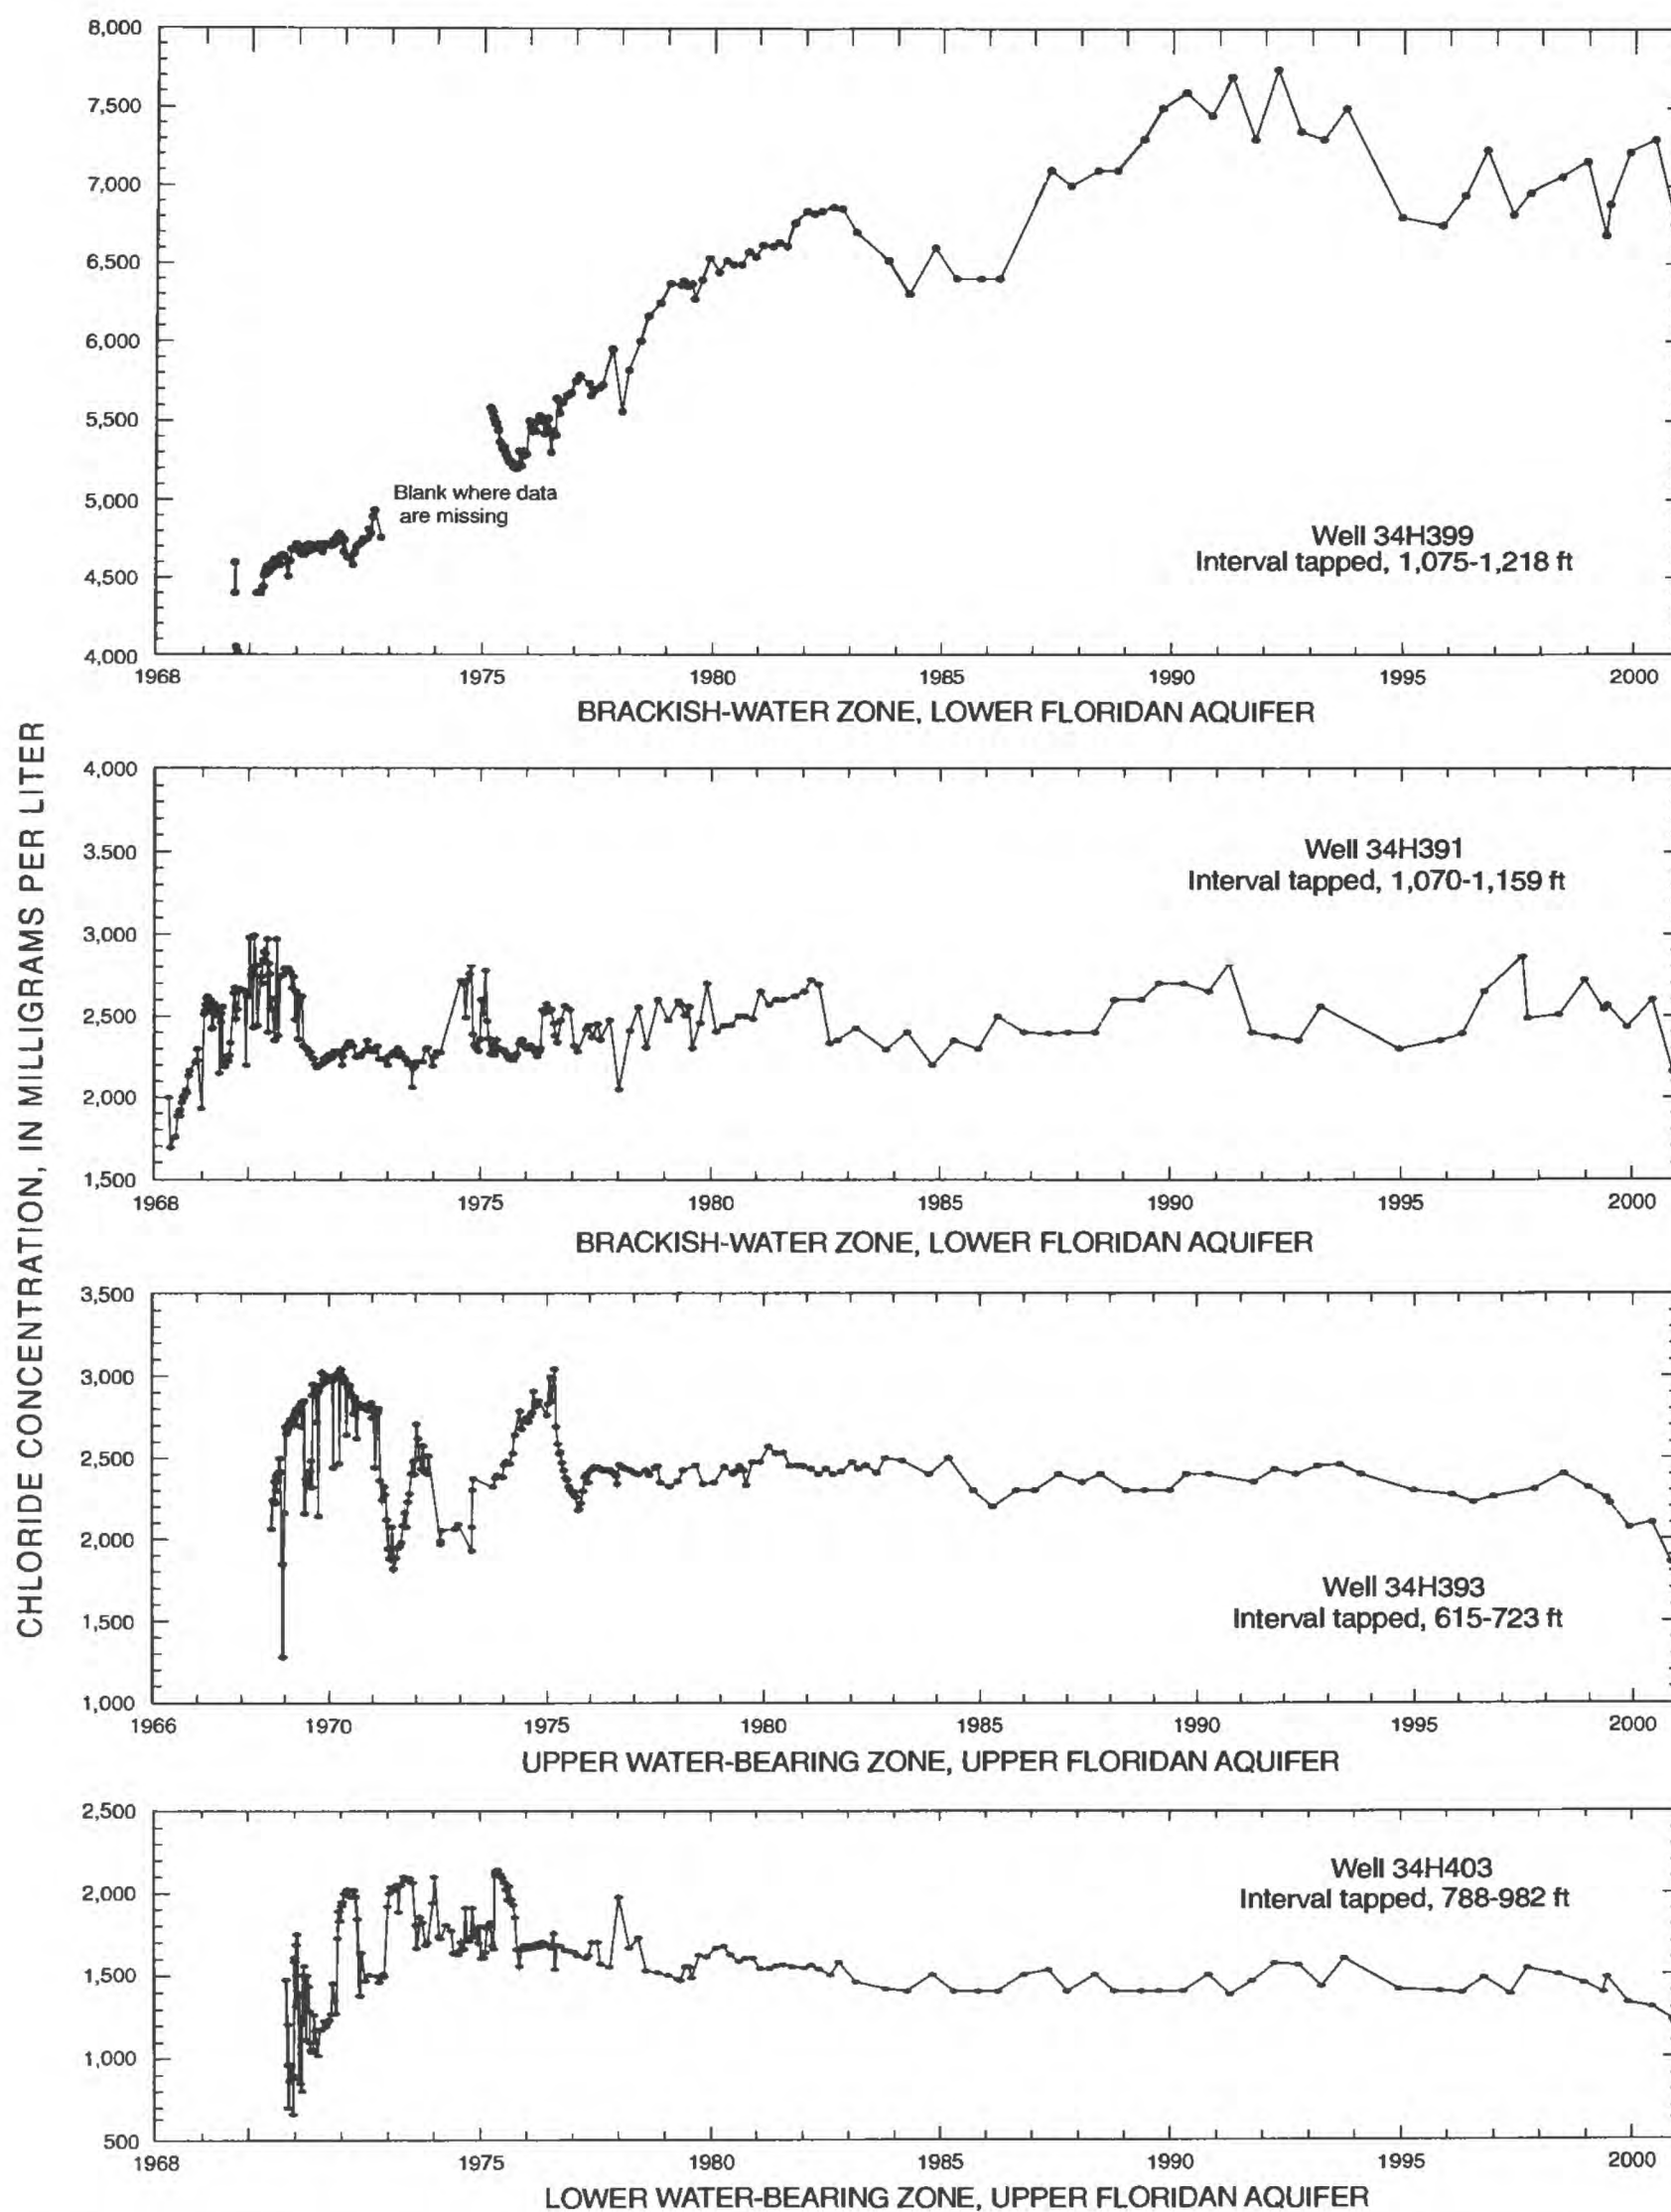 CHLORIDE CONCENTRATION, IN MILLIGRAMS PER LITER
8,000
7,500
7,000
6,500
6,000
5,500
5,000
4,500
4,000
Blank where data
are missing
Well 34H399
Interval tapped, 1,075-1,218 ft
1968 1975 1980 1985 1990 1995 2000
BRACKISH-WATER ZONE, LOWER FLORIDAN AQUIFER
4,000
3.500
3,000
2,500
2,000
1,500
Well 34H391
Interval tapped, 1,070-1,159 ft
1968 1975 1980 1985 1990 1995 2000
BRACKISH-WATER ZONE, LOWER FLORIDAN AQUIFER
3,500
3,000
2,500
2,000
1,500
1,000
Well 34H393
Interval tapped, 615-723 ft
1966 1970 1975 1980 1985 1990 1995 2000
UPPER WATER-BEARING ZONE, UPPER FLORIDAN AQUIFER
2,500
2,000
1,500
1,000
500
Well 34H403
Interval tapped, 788-982 ft
1968 1975 1980 1985 1990 1995 2000
LOWER WATER-BEARING ZONE, UPPER FLORIDAN AQUIFER